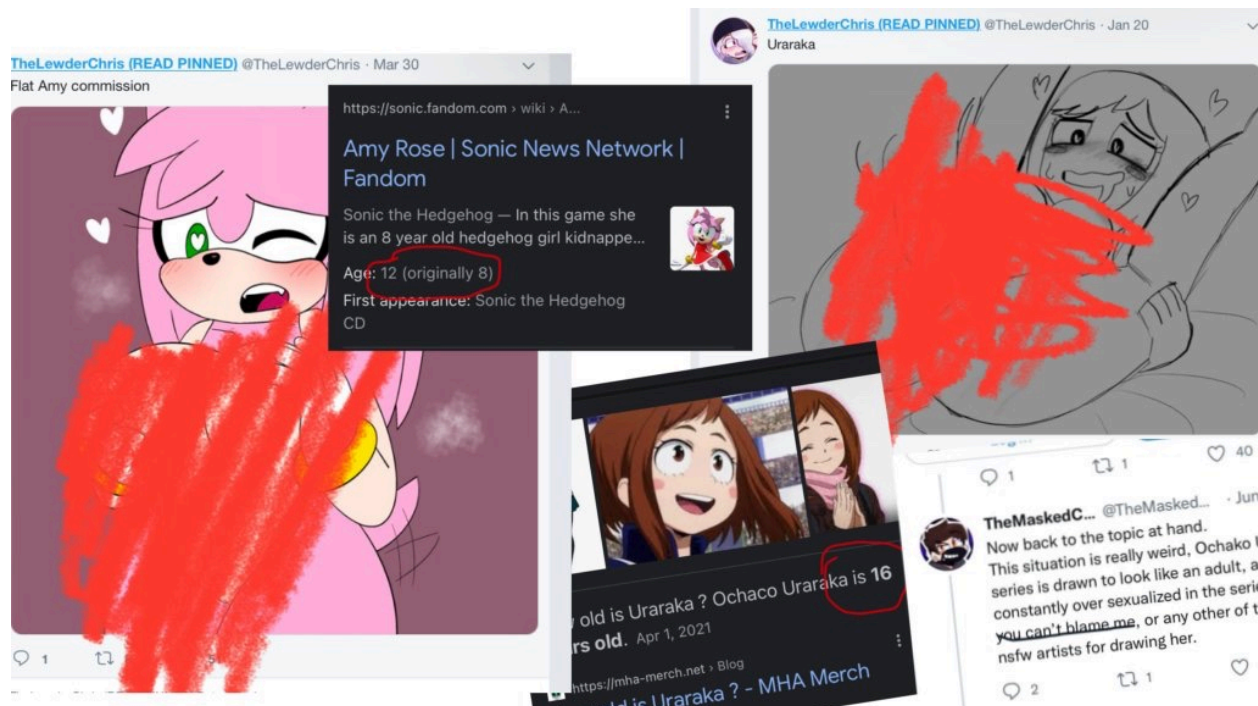 TheLewderChris (READ PINNED) @TheLewderChris · Mar 30
Flat Amy commission
1
https://sonic.fandom.com › wiki › A...
Amy Rose | Sonic News Network |
Fandom
Sonic the Hedgehog — In this game she
is an 8 year old hedgehog girl kidnappe...
Age: 12 (originally 8)
First appearance: Sonic the Hedgehog
CD
TheLewderChris (READ PINNED) @TheLewderChris · Jan 20
Uraraka
old is Uraraka ? Ochaco Uraraka is 16
rs old. Apr 1, 2021
https://mha-merch.net › Blog
old is Uraraka ? - MHA Merch
1 1 40
TheMaskedC... @TheMasked... · Jun
Now back to the topic at hand.
This situation is really weird, Ochako
series is drawn to look like an adult, a
constantly over sexualized in the serie
you can't blame me, or any other of t
nsfw artists for drawing her.
2 1